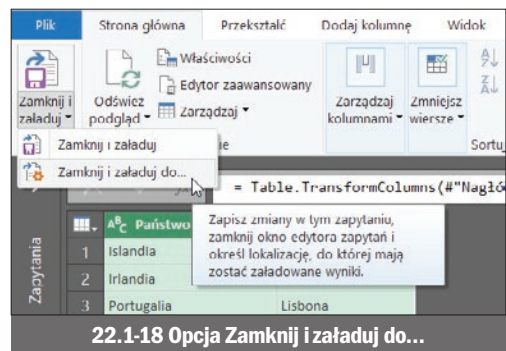 Plik Strona główna Przekształć Dodaj kolumnę Widok
Zamknij i załaduj
Odśwież podgląd
Właściwości
Edytor zaawansowany
Zarządzaj
Zarządzaj kolumnami
Zmniejsz wiersze
Sortu
Zamknij i załaduj
Zamknij i załaduj do...
ie
= Table.TransformColumns(#"Nagłó
Zapytania
ABC Państwo
1 Islandia
2 Irlandia
3 Portugalia Lisbona
Zapisz zmiany w tym zapytaniu,
zamknij okno edytora zapytań i
określ lokalizację, do której mają
zostać załadowane wyniki.
22.1-18 Opcja Zamknij i załaduj do...